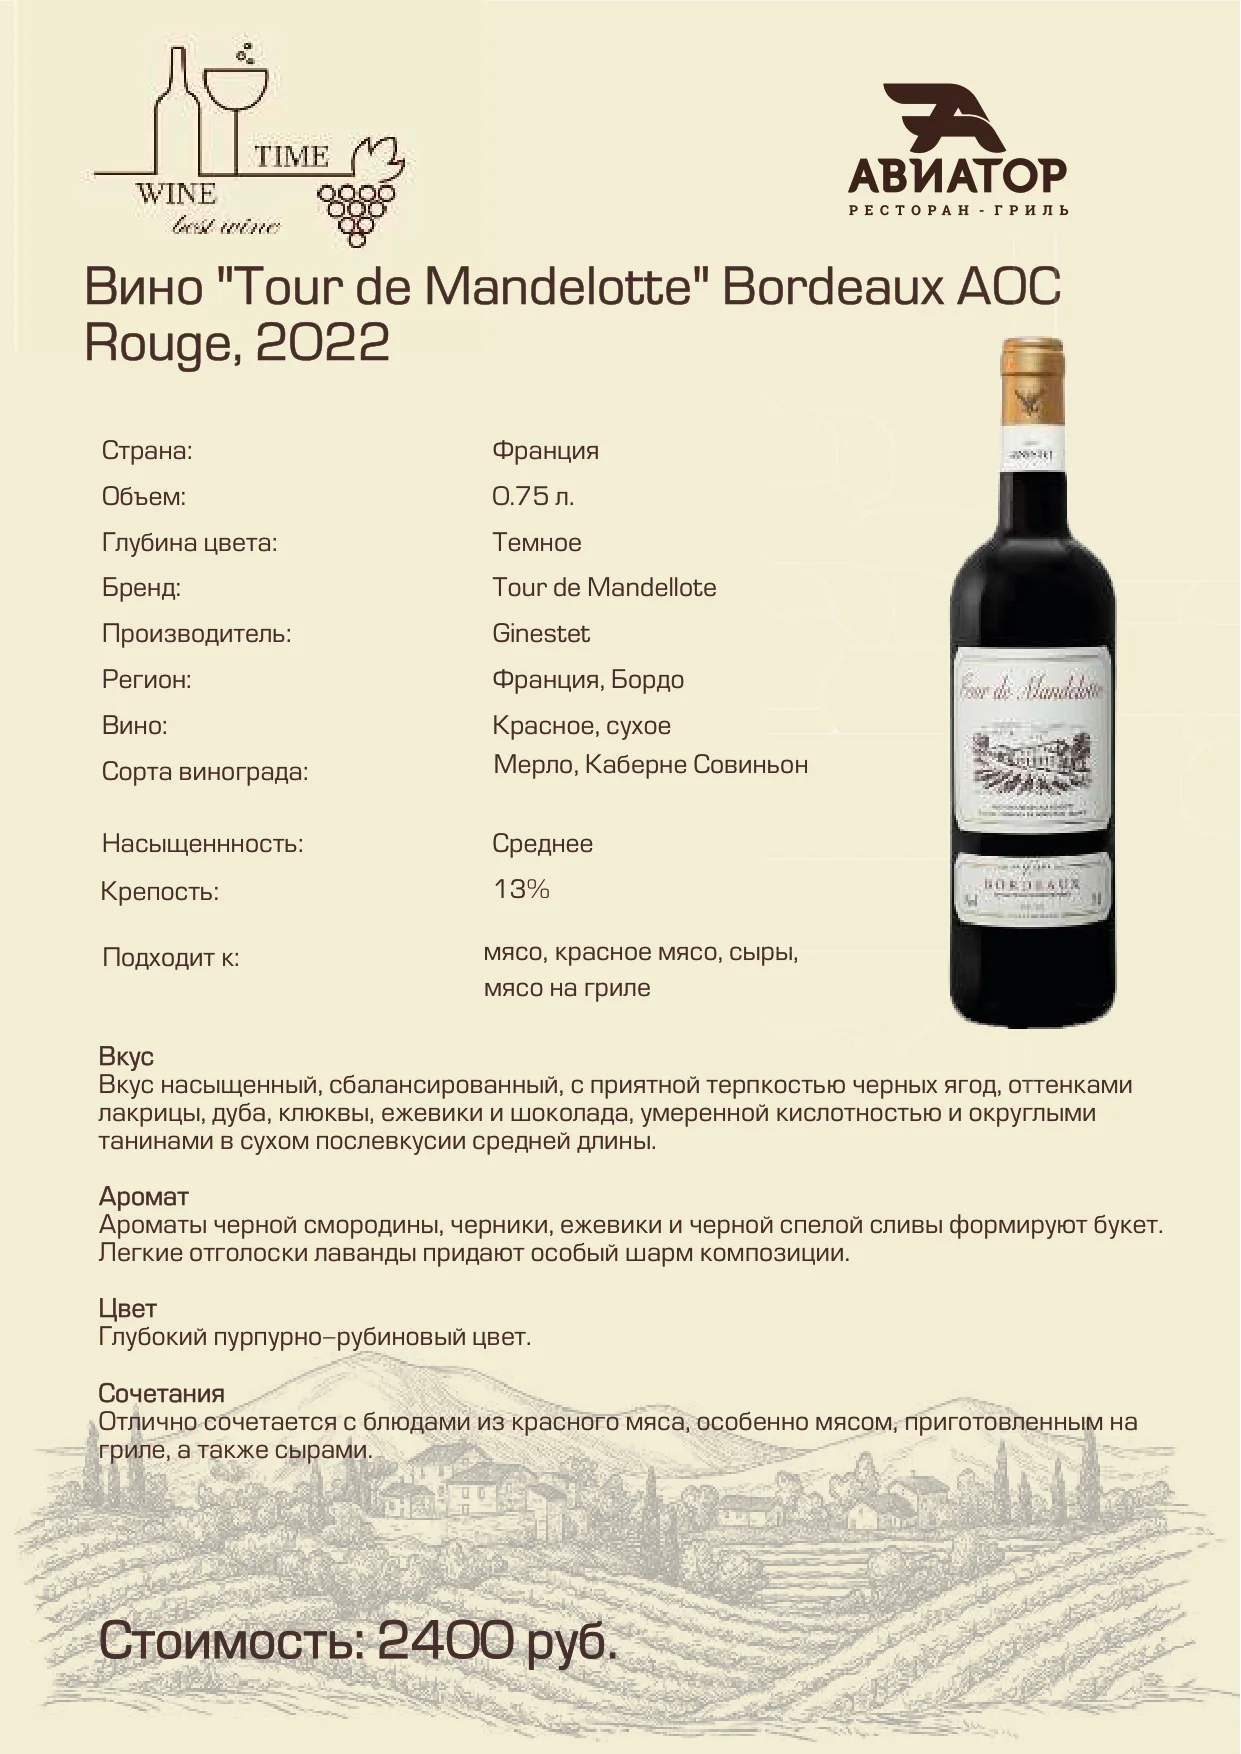 TIME
WINE
best wine
АВИАТОР
РЕСТОРАН - ГРИЛЬ
Вино "Tour de Mandelotte" Bordeaux AOC
Rouge, 2022
Страна: Франция
Объем: 0.75 л.
Глубина цвета: Темное
Бренд: Tour de Mandellote
Производитель: Ginestet
Регион: Франция, Бордо
Вино: Красное, сухое
Сорта винограда: Мерло, Каберне Совиньон
Насыщеннность: Среднее
Крепость: 13%
Подходит к: мясо, красное мясо, сыры,
мясо на гриле
GINESTET
Tour de Mandelotte
BORDEAUX
Вкус
Вкус насыщенный, сбалансированный, с приятной терпкостью черных ягод, оттенками
лакрицы, дуба, клюквы, ежевики и шоколада, умеренной кислотностью и округлыми
танинами в сухом послевкусии средней длины.
Аромат
Ароматы черной смородины, черники, ежевики и черной спелой сливы формируют букет.
Легкие отголоски лаванды придают особый шарм композиции.
Цвет
Глубокий пурпурно–рубиновый цвет.
Сочетания
Отлично сочетается с блюдами из красного мяса, особенно мясом, приготовленным на
гриле, а также сырами.
Стоимость: 2400 руб.